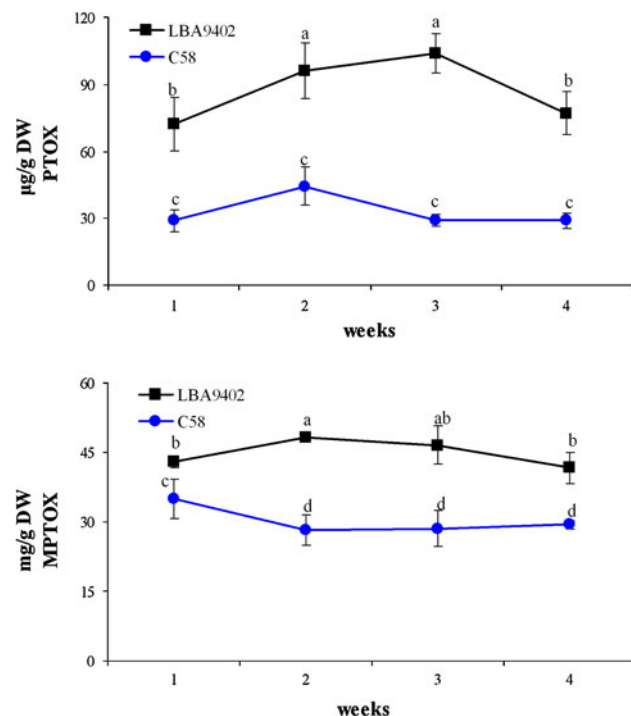 120
LBA9402
C58
a
a
90
b
b
µg/g DW
PTOX
60
c
c
c
c
30
0
1 2 3 4
weeks
60
LBA9402
C58
a
ab
b
b
45
c
d
d
d
mg/g DW
MPTOX
30
15
0
1 2 3 4
weeks